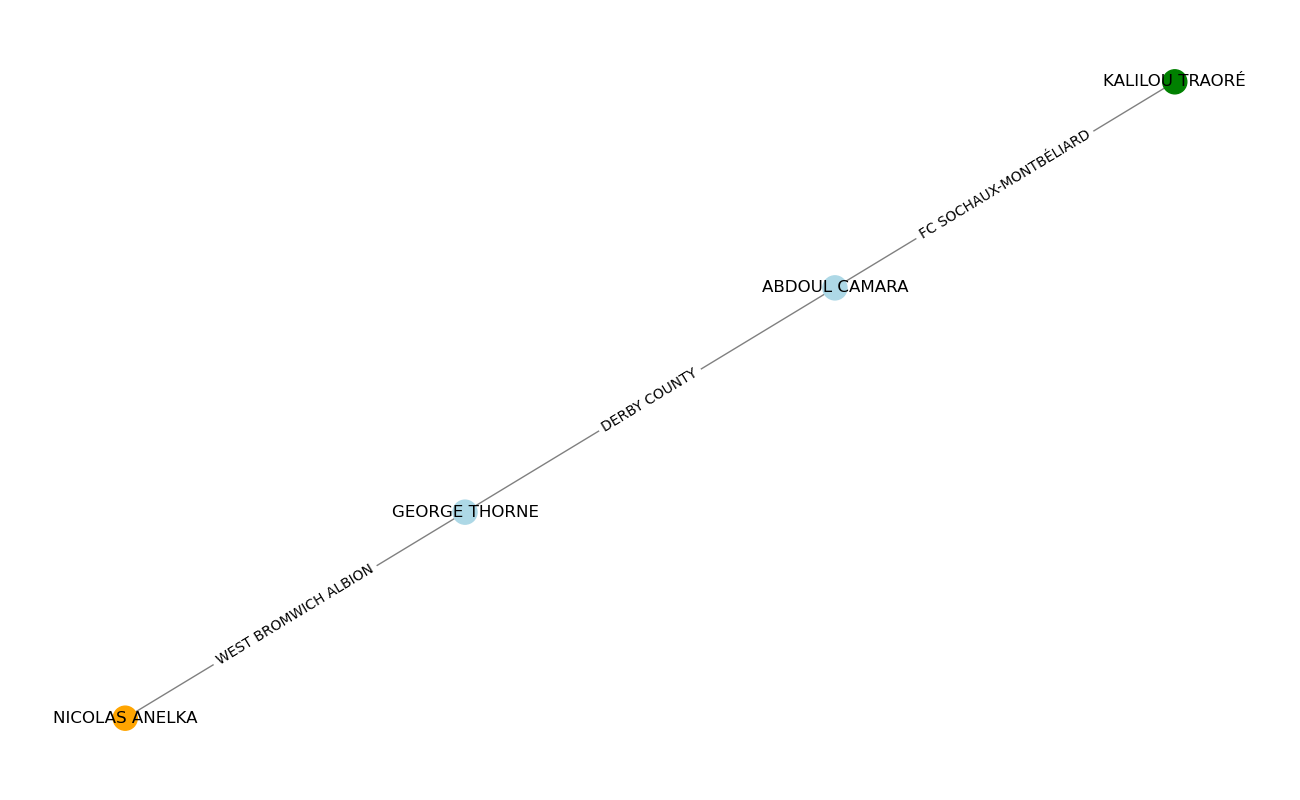 KALILOU TRAORÉ
FC SOCHAUX-MONTBÉLIARD
ABDOUL CAMARA
DERBY COUNTY
GEORGE THORNE
WEST BROMWICH ALBION
NICOLAS ANELKA